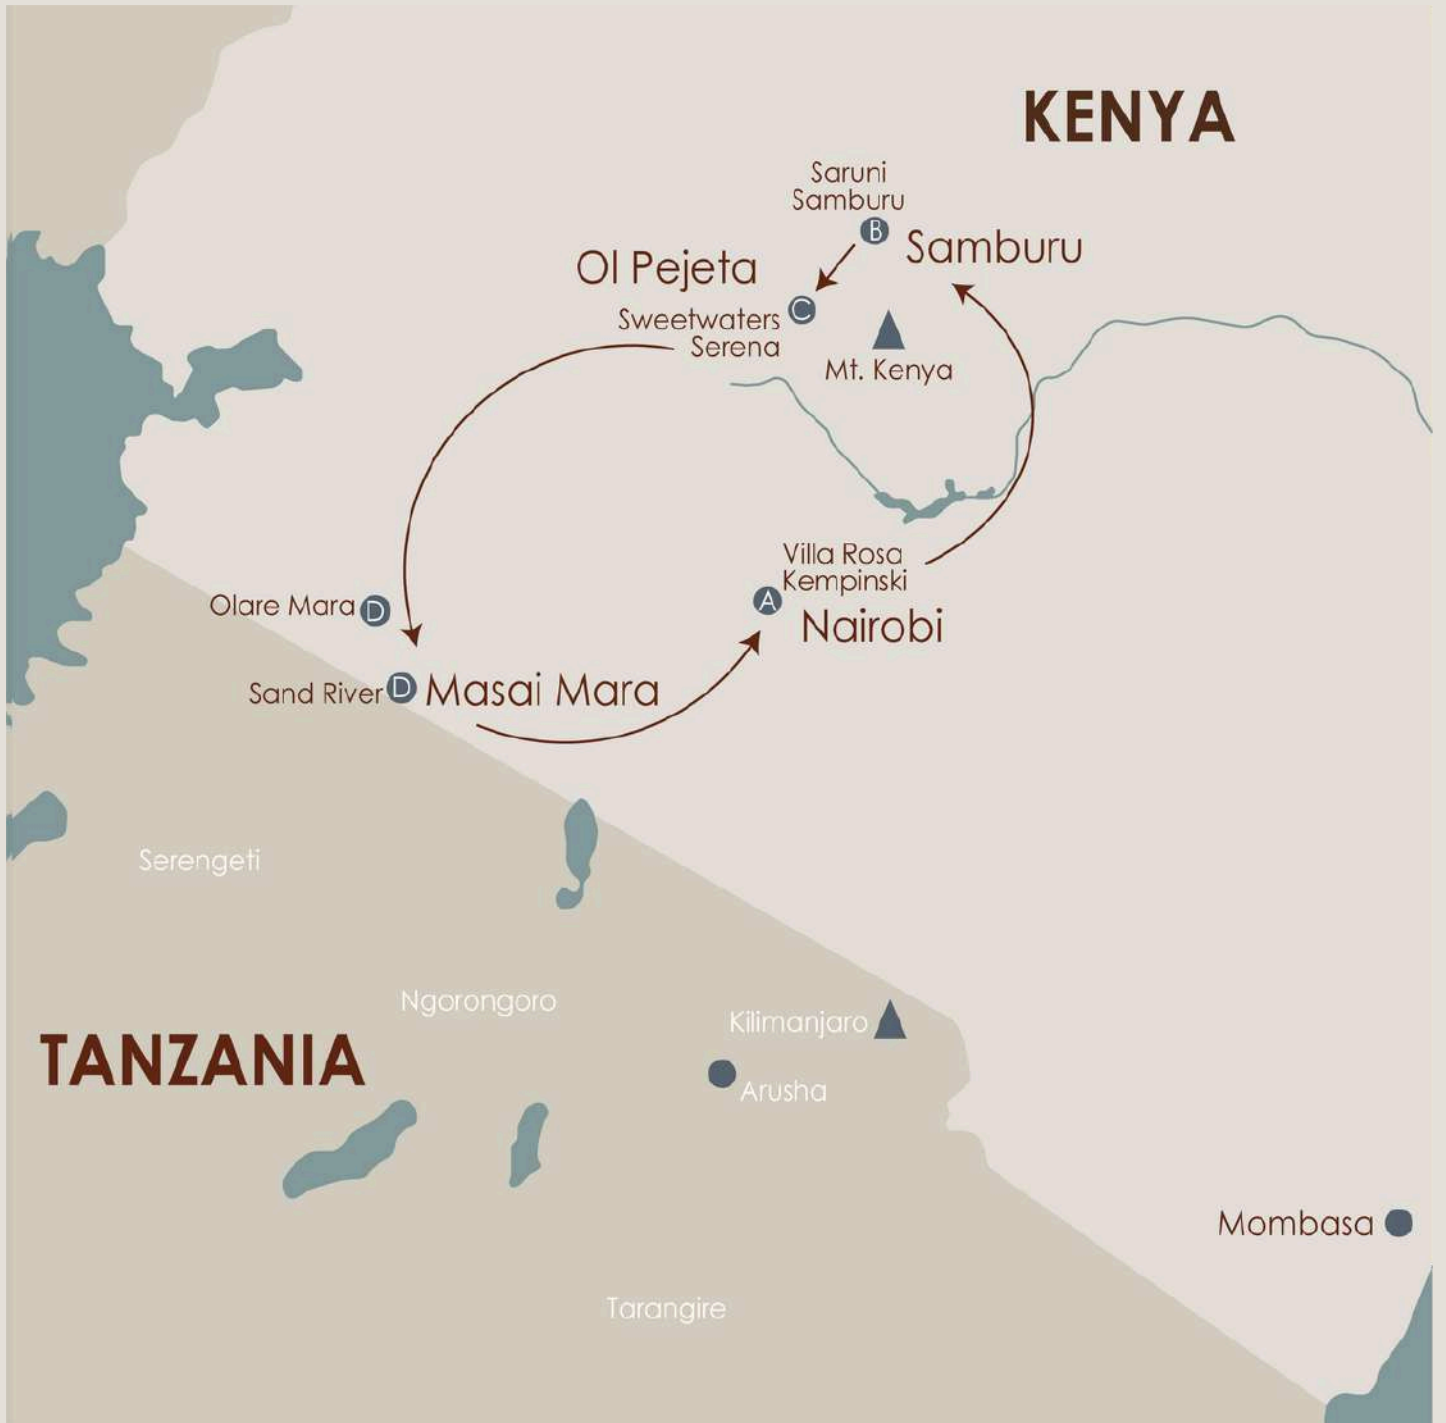 KENYA
Saruni
Samburu
B
Samburu
Ol Pejeta
C
Sweetwaters
Serena
Mt. Kenya
Villa Rosa
Kempinski
A
Nairobi
Olare Mara D
Sand River D Masai Mara
Serengeti
Ngorongoro
Kilimanjaro
TANZANIA
Arusha
Mombasa
Tarangire